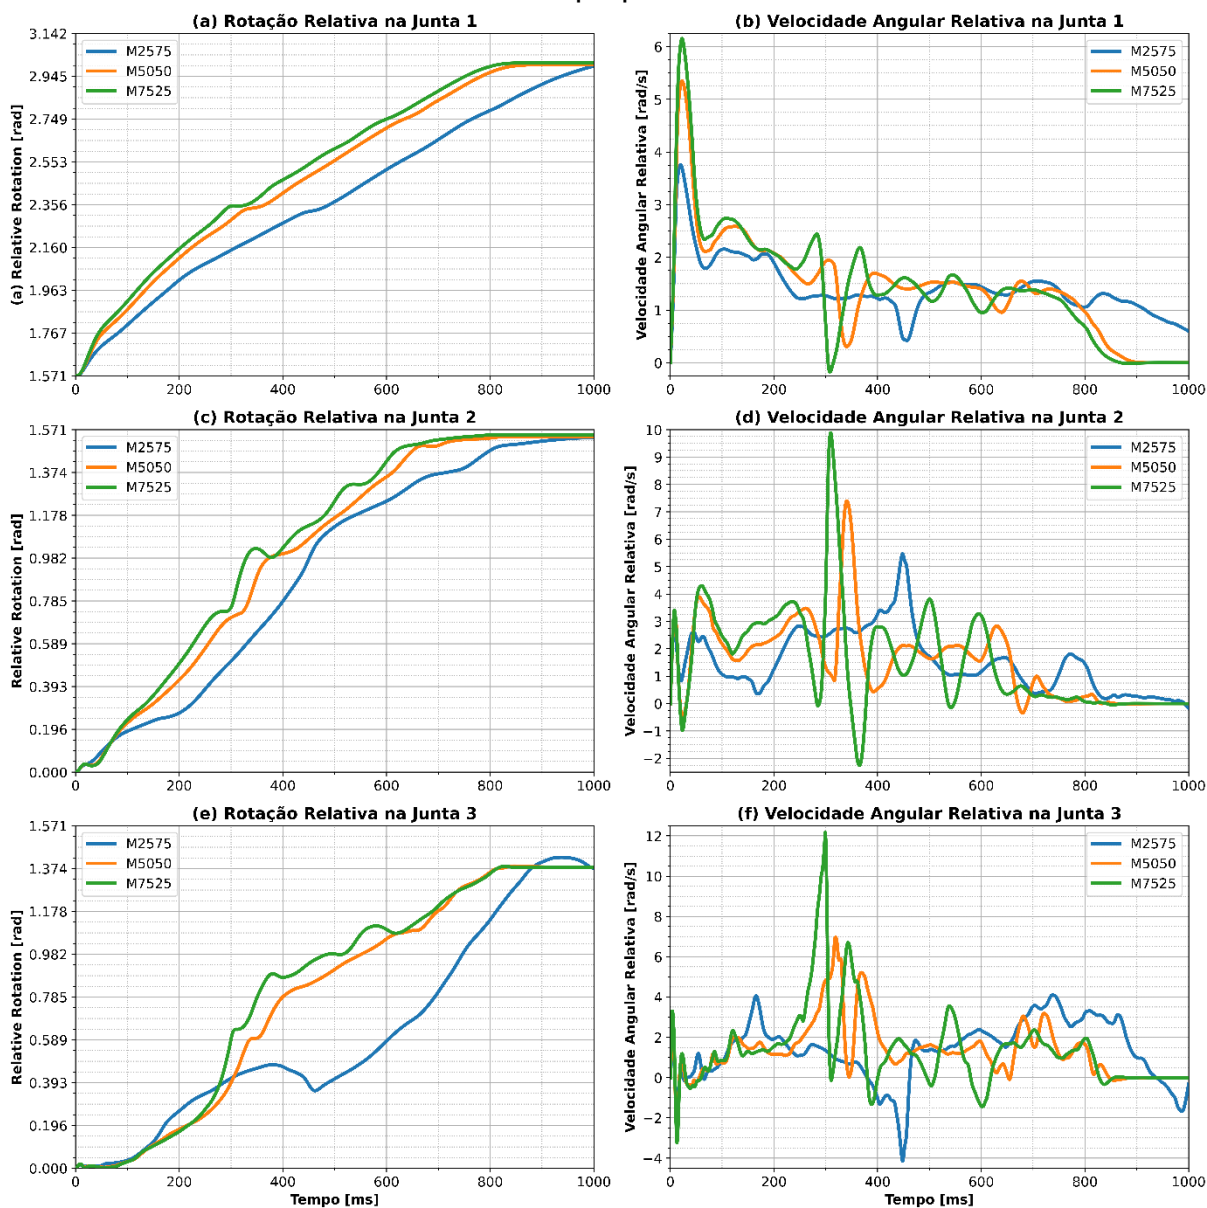 (a) Rotação Relativa na Junta 1
(a) Relative Rotation [rad]
3.142
2.945
2.749
2.553
2.356
2.160
1.963
1.767
1.571
M2575
M5050
M7525
0 200 400 600 800 1000
(b) Velocidade Angular Relativa na Junta 1
Velocidade Angular Relativa [rad/s]
6
5
4
3
2
1
0
M2575
M5050
M7525
0 200 400 600 800 1000
(c) Rotação Relativa na Junta 2
Relative Rotation [rad]
1.571
1.374
1.178
0.982
0.785
0.589
0.393
0.196
0.000
M2575
M5050
M7525
0 200 400 600 800 1000
(d) Velocidade Angular Relativa na Junta 2
Velocidade Angular Relativa [rad/s]
10
9
8
7
6
5
4
3
2
1
0
−1
−2
M2575
M5050
M7525
0 200 400 600 800 1000
(e) Rotação Relativa na Junta 3
Relative Rotation [rad]
1.571
1.374
1.178
0.982
0.785
0.589
0.393
0.196
0.000
M2575
M5050
M7525
0 200 400 600 800 1000
Tempo [ms]
(f) Velocidade Angular Relativa na Junta 3
Velocidade Angular Relativa [rad/s]
12
10
8
6
4
2
0
−2
−4
M2575
M5050
M7525
0 200 400 600 800 1000
Tempo [ms]